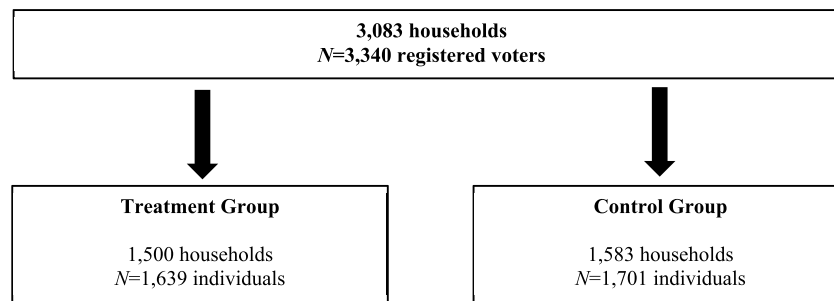 3,083 households
N=3,340 registered voters
Treatment Group
1,500 households
N=1,639 individuals
Control Group
1,583 households
N=1,701 individuals